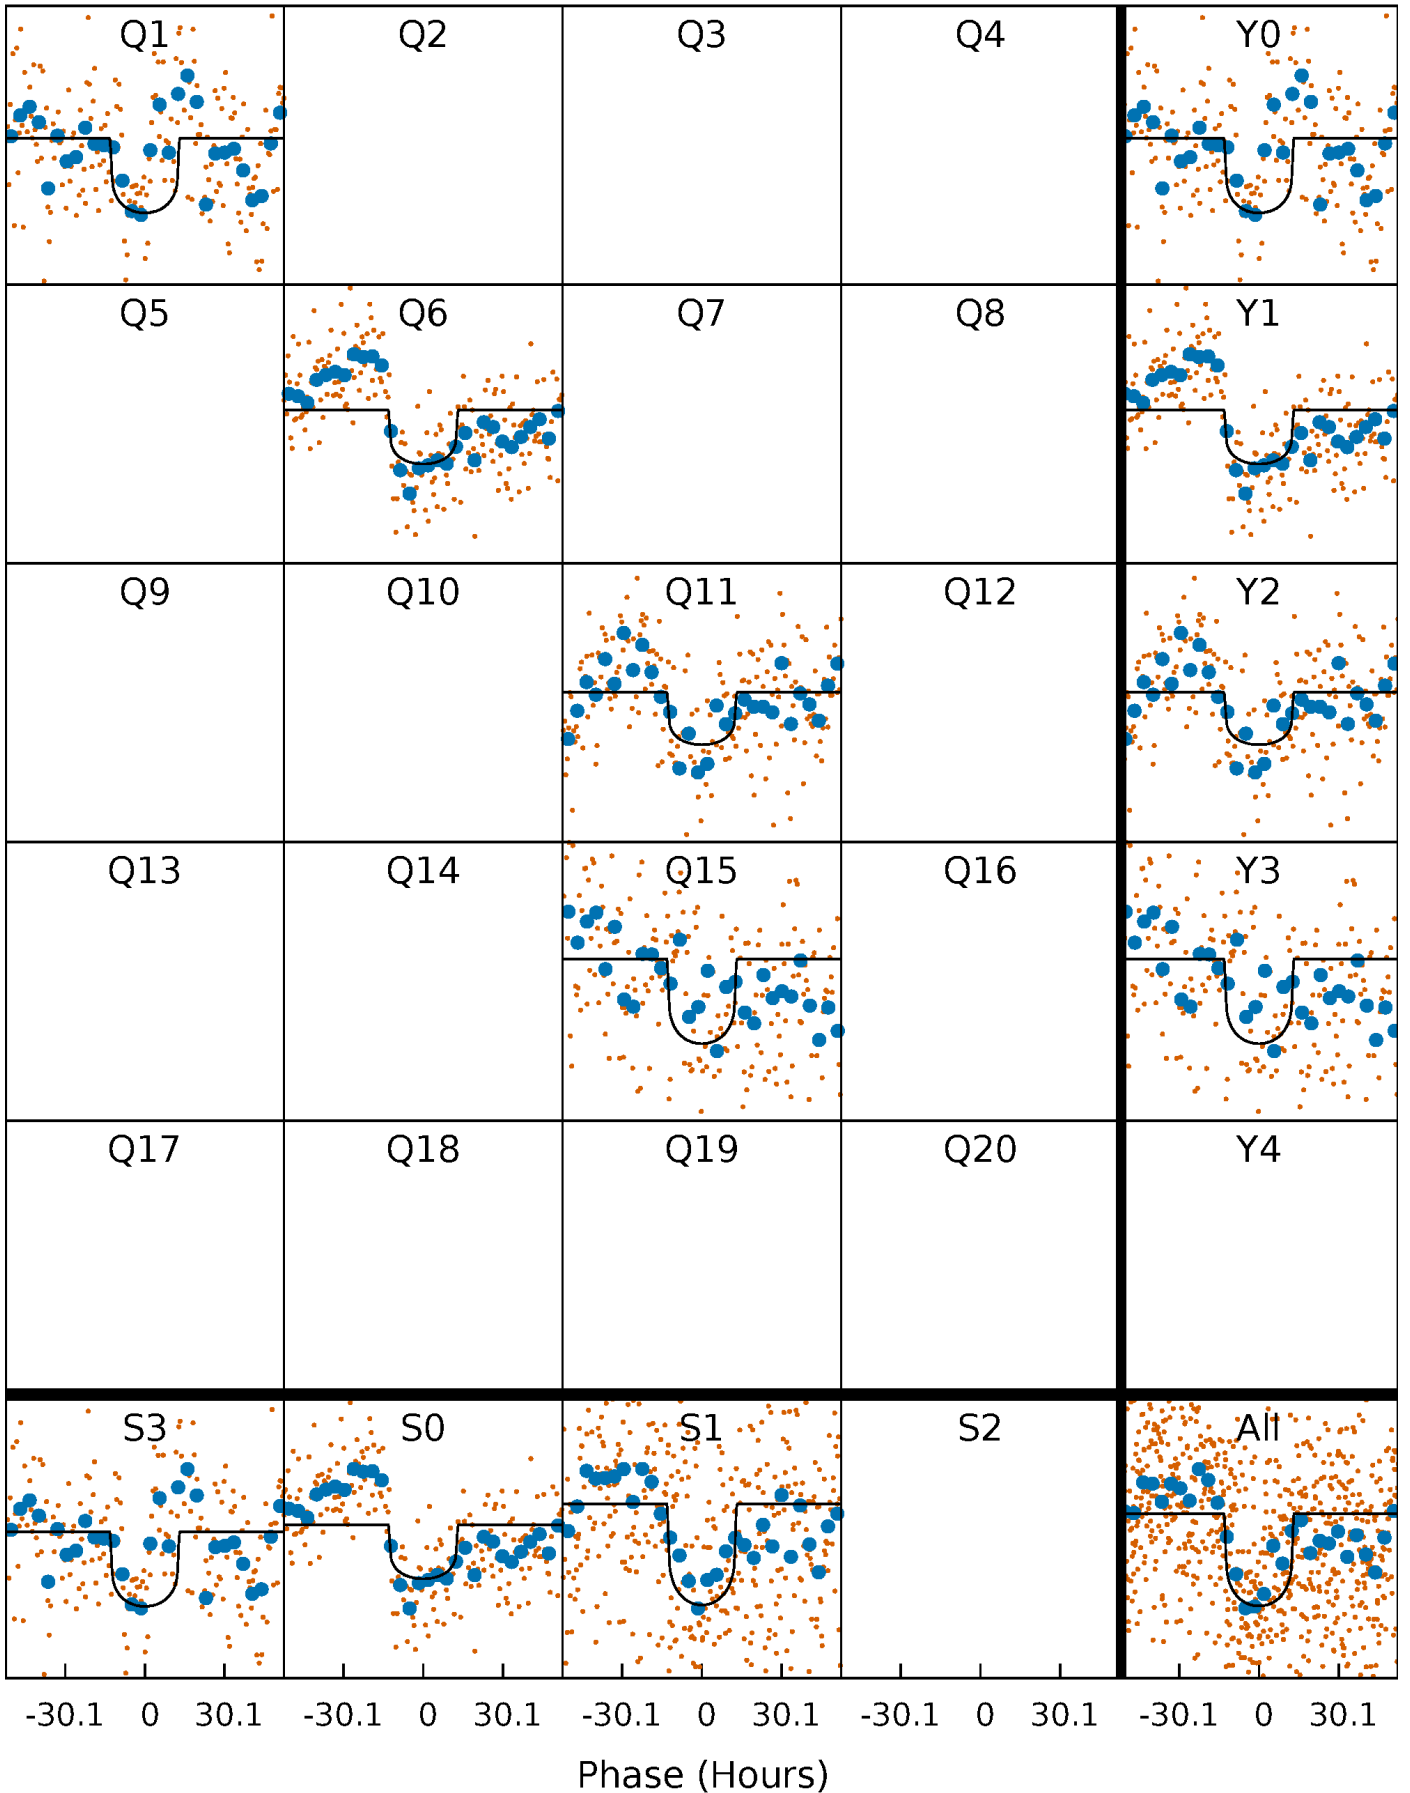 Q1 Q2 Q3 Q4 Y0
Q5 Q6 Q7 Q8 Y1
Q9 Q10 Q11 Q12 Y2
Q13 Q14 Q15 Q16 Y3
Q17 Q18 Q19 Q20 Y4
S3 S0 S1 S2 All
-30.1 0 30.1 -30.1 0 30.1 -30.1 0 30.1 -30.1 0 30.1 -30.1 0 30.1
Phase (Hours)